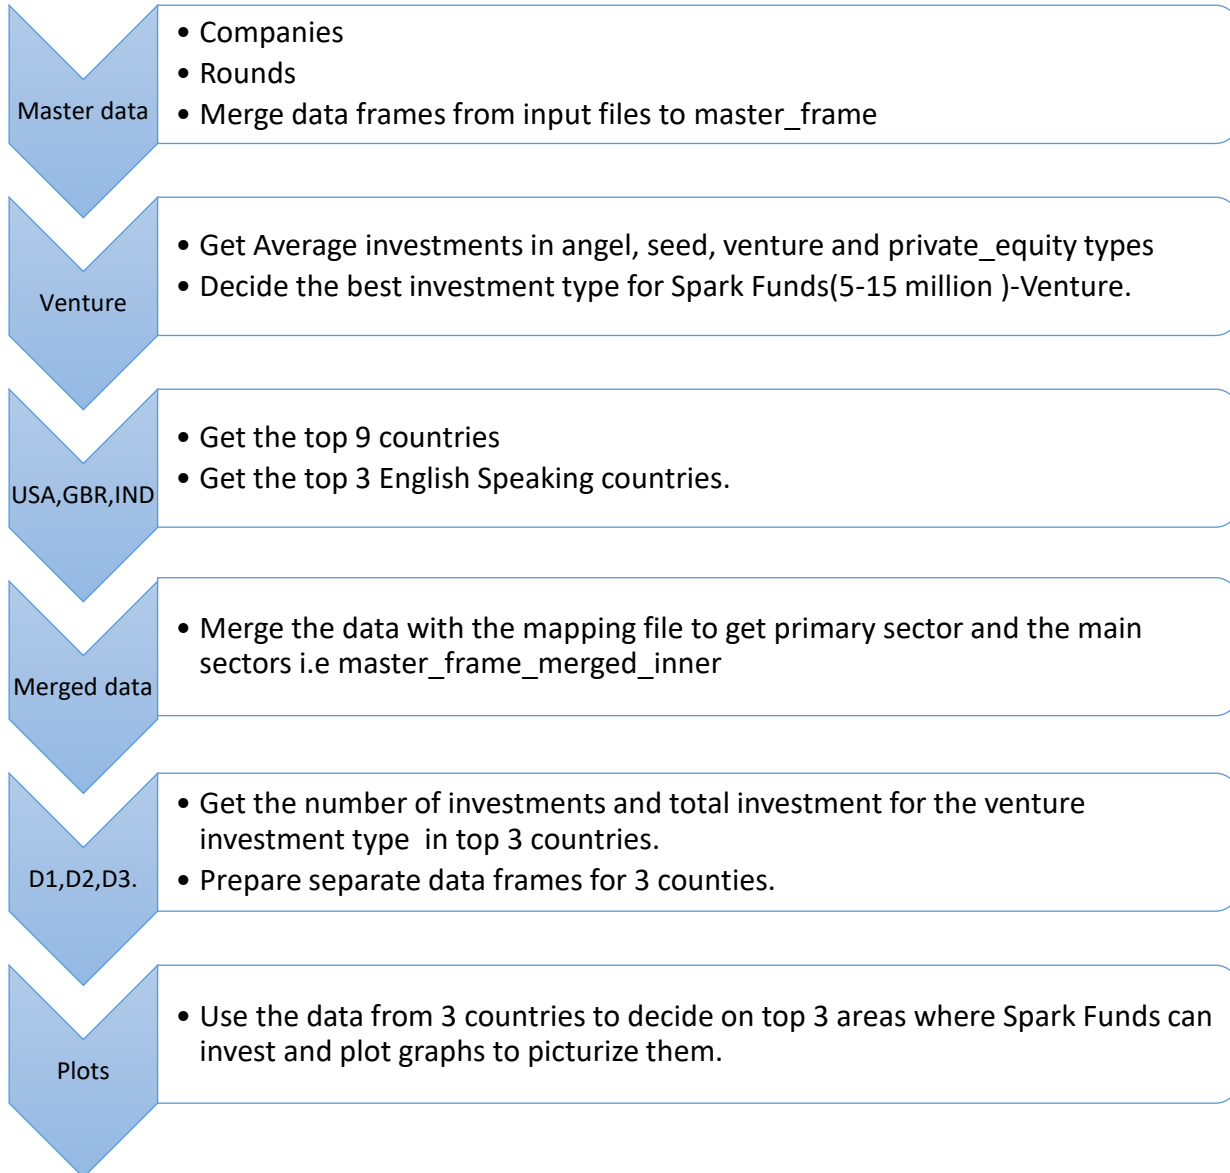 Master data
• Companies
• Rounds
• Merge data frames from input files to master_frame
Venture
• Get Average investments in angel, seed, venture and private_equity types
• Decide the best investment type for Spark Funds(5-15 million )-Venture.
USA,GBR,IND
• Get the top 9 countries
• Get the top 3 English Speaking countries.
Merged data
• Merge the data with the mapping file to get primary sector and the main
sectors i.e master_frame_merged_inner
D1,D2,D3.
• Get the number of investments and total investment for the venture
investment type  in top 3 countries.
• Prepare separate data frames for 3 counties.
Plots
• Use the data from 3 countries to decide on top 3 areas where Spark Funds can
invest and plot graphs to picturize them.